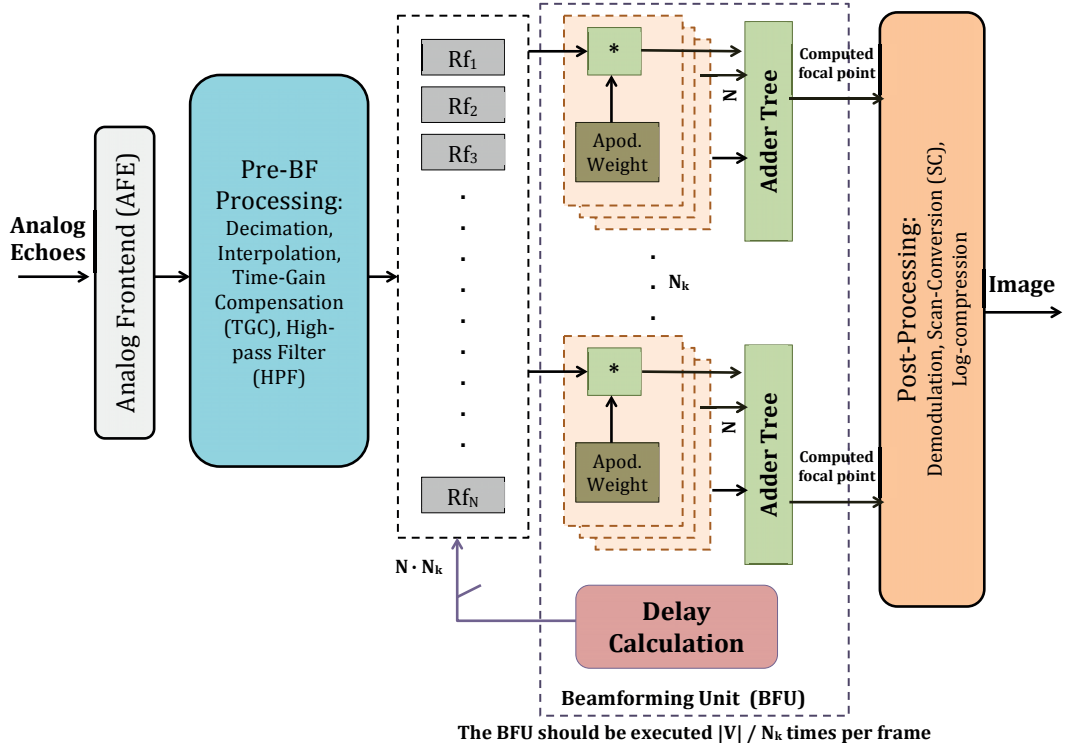 Analog
Echoes
Analog Frontend (AFE)
Pre-BF
Processing:
Decimation,
Interpolation,
Time-Gain
Compensation
(TGC), High-
pass Filter
(HPF)
Rf₁
Rf₂
Rf₃
Rf_N
N · Nₖ
*
Apod.
Weight
N
Adder Tree
Computed
focal point
Nₖ
*
Apod.
Weight
N
Adder Tree
Computed
focal point
Delay
Calculation
Beamforming Unit (BFU)
Post-Processing:
Demodulation, Scan-Conversion (SC),
Log-compression
Image
The BFU should be executed |V| / Nₖ times per frame